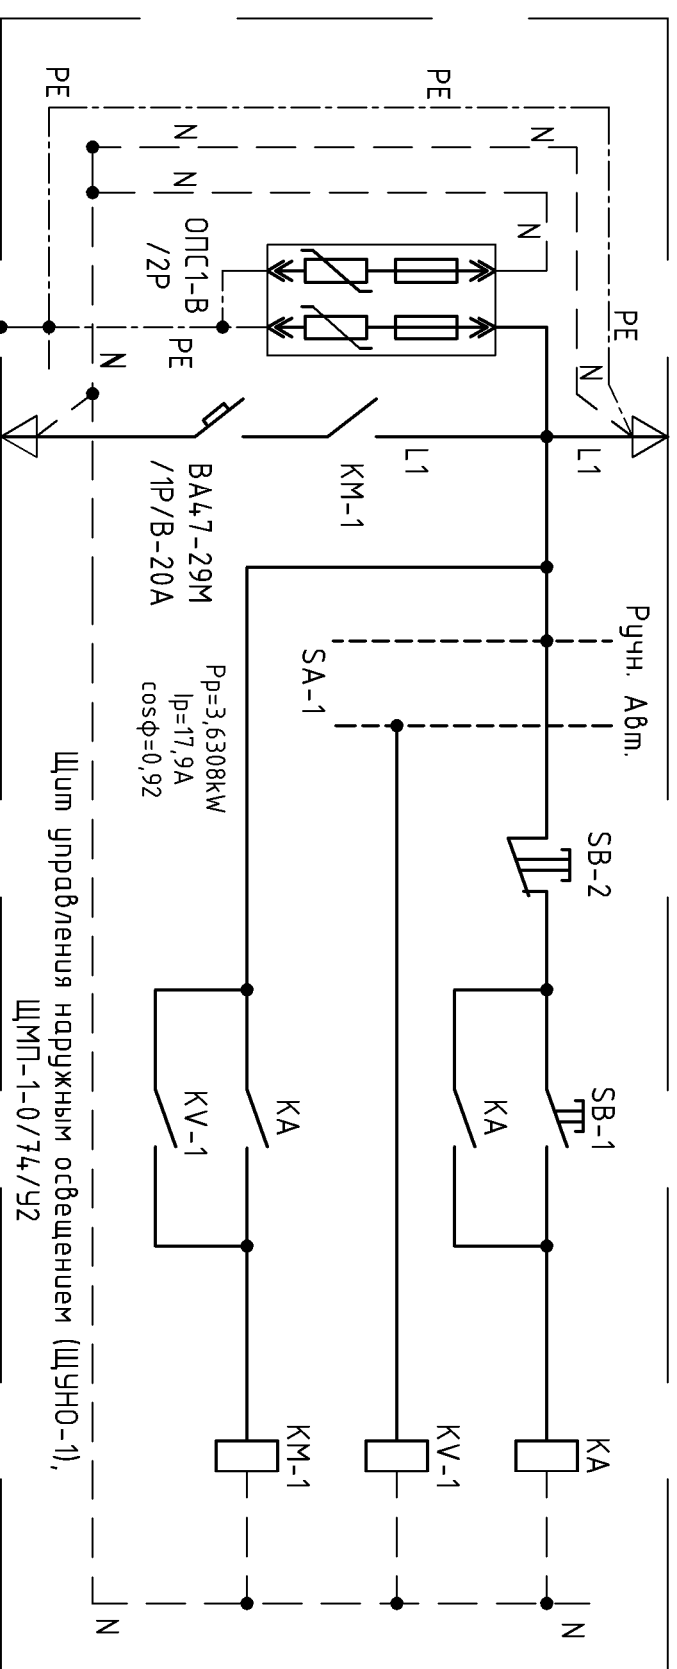 PE
PE
N
N
N
N
ОПС1-В
/2Р
PE
PE
N
N
L1
L1
КМ-1
ВА47-29М
/1Р/В-20А
Ручн. Авт.
SA-1
Рр=3,6308kW
Iр=17,9А
cosф=0,92
SB-2
SB-1
КА
КА
KV-1
КА
KV-1
КМ-1
N
N
Щит управления наружным освещением (ЩУНО-1),
ЩМП-1-0/74/У2